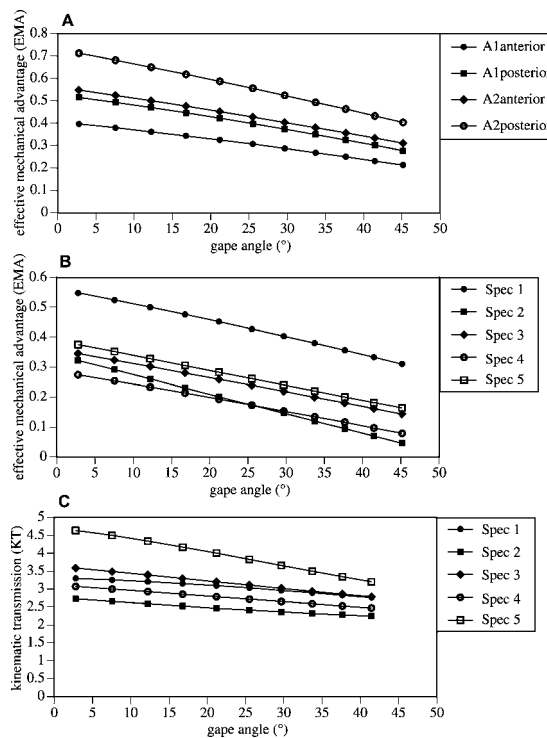 A
effective mechanical advantage (EMA)
0.8
0.7
0.6
0.5
0.4
0.3
0.2
0.1
0
0 5 10 15 20 25 30 35 40 45 50
gape angle (°)
A1anterior
A1posterior
A2anterior
A2posterior
B
effective mechanical advantage (EMA)
0.6
0.5
0.4
0.3
0.2
0.1
0
0 5 10 15 20 25 30 35 40 45 50
gape angle (°)
Spec 1
Spec 2
Spec 3
Spec 4
Spec 5
C
kinematic transmission (KT)
5
4.5
4
3.5
3
2.5
2
1.5
1
0.5
0
0 5 10 15 20 25 30 35 40 45 50
gape angle (°)
Spec 1
Spec 2
Spec 3
Spec 4
Spec 5